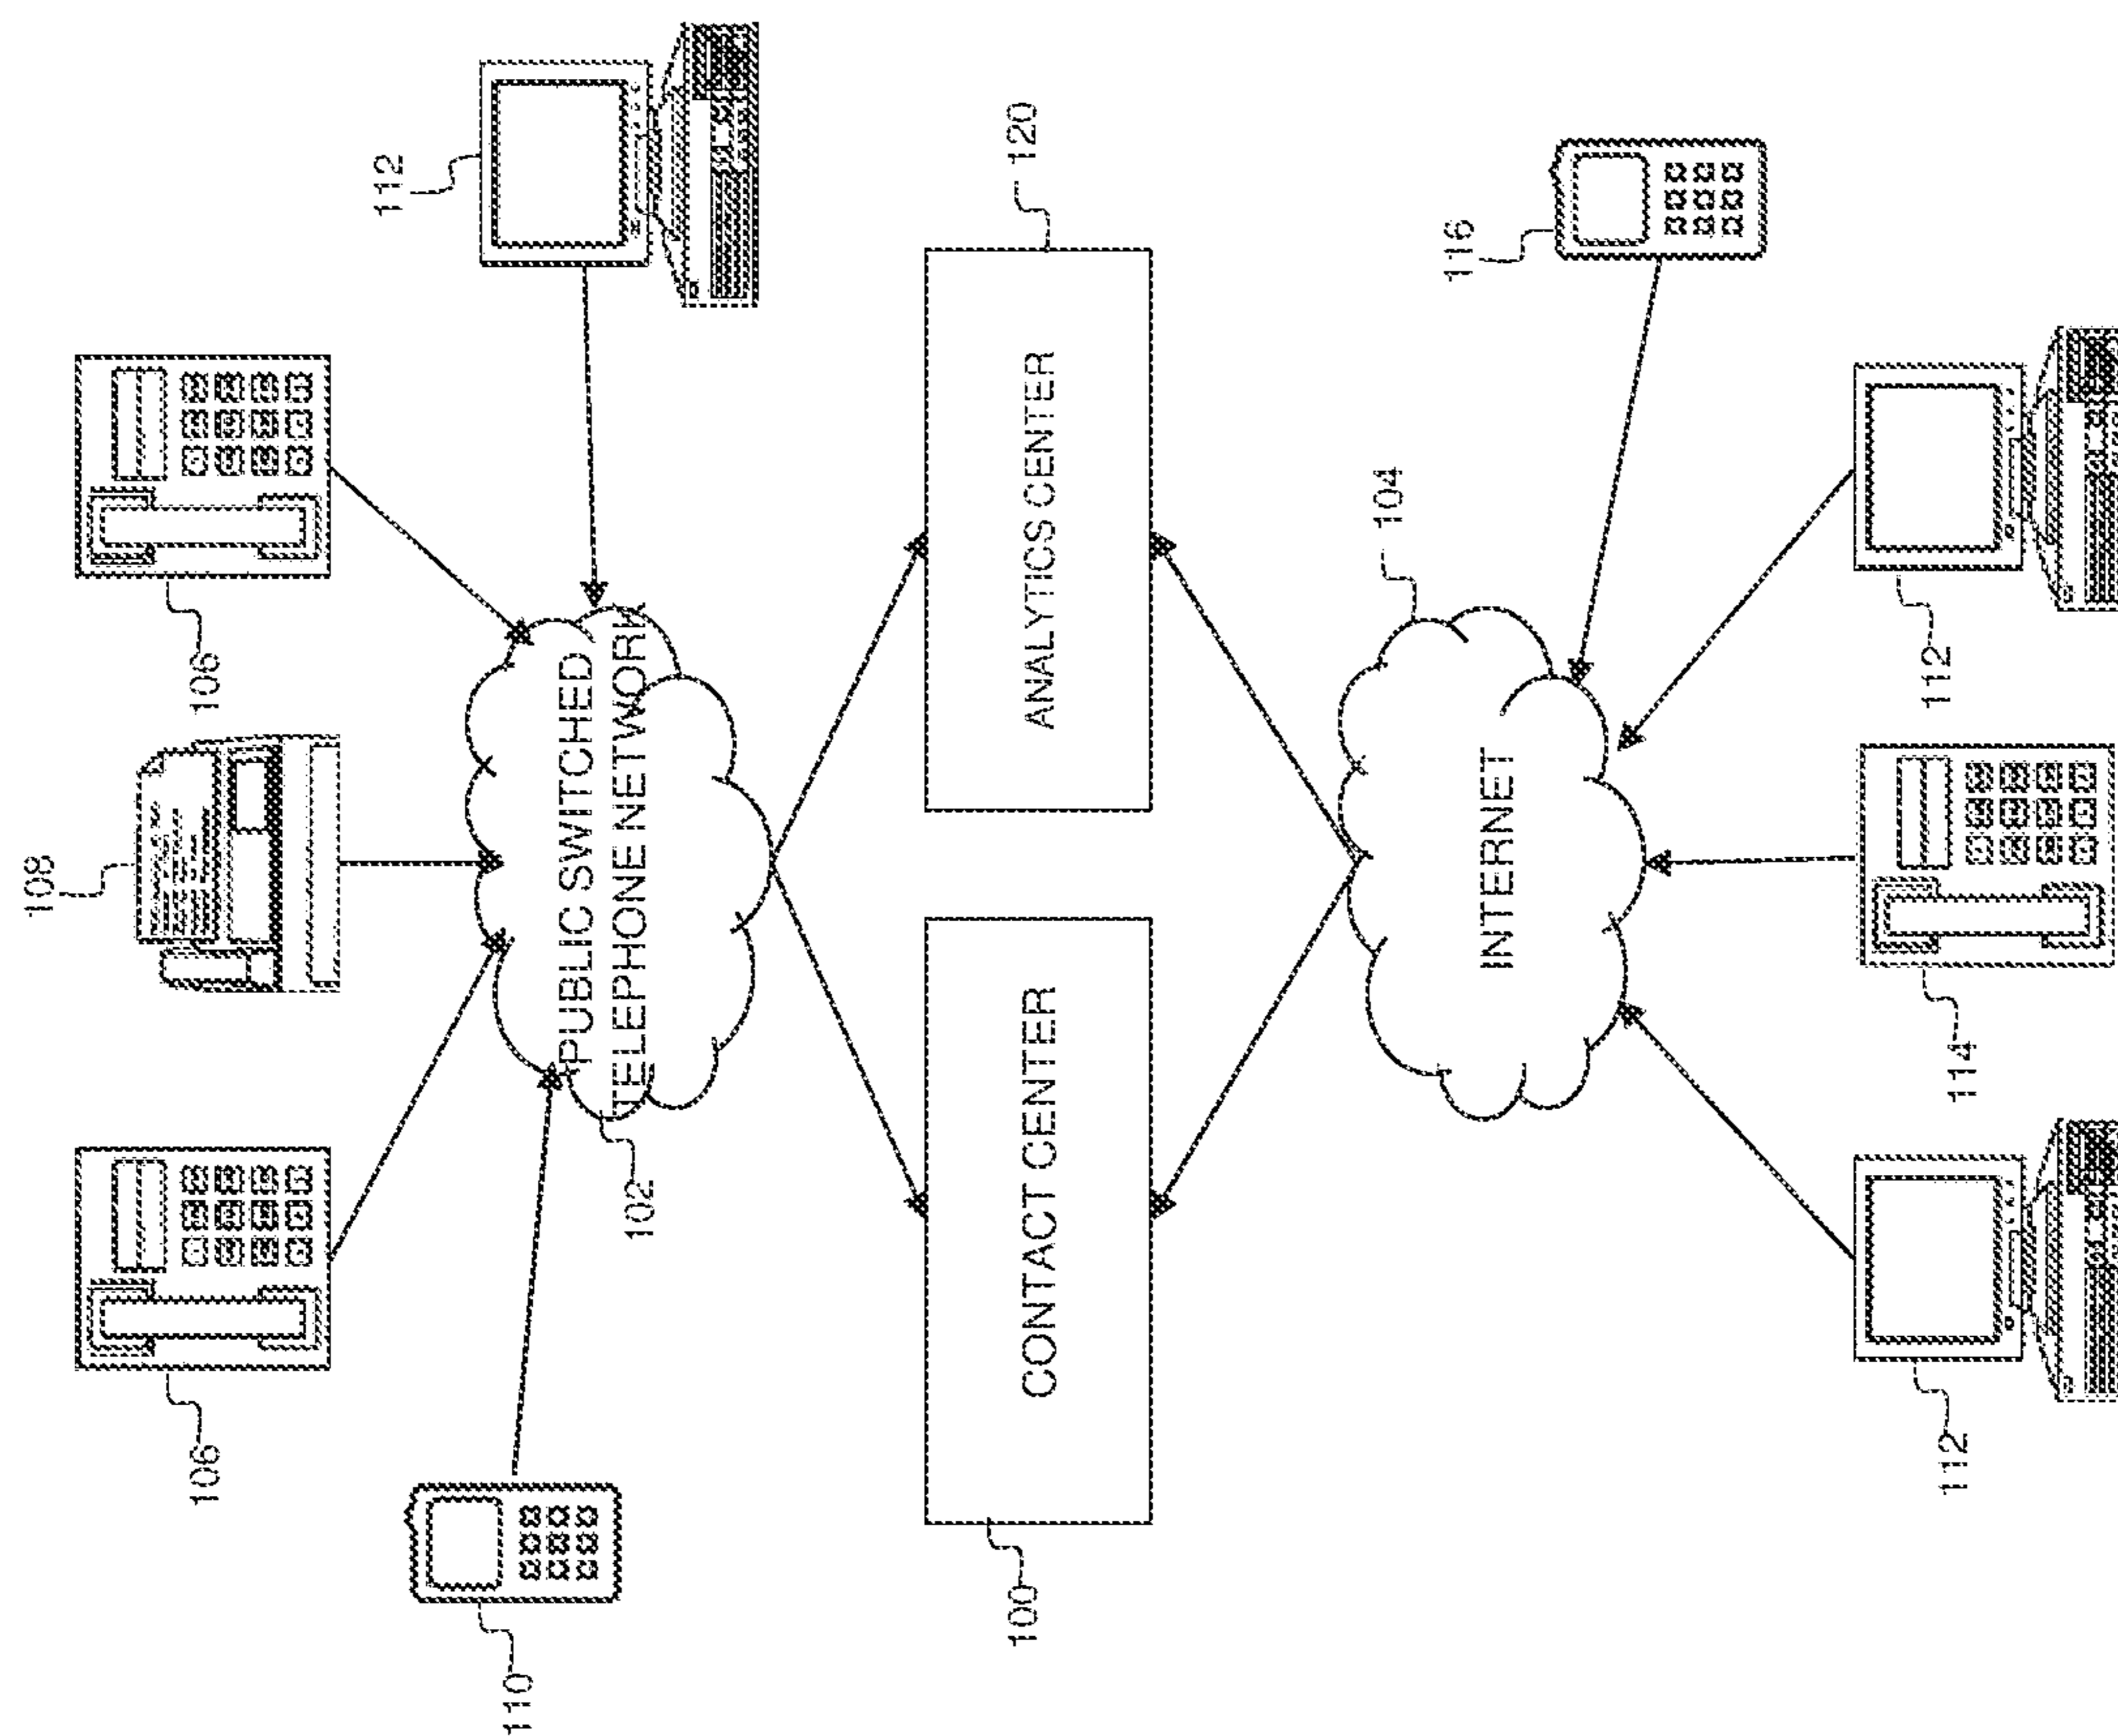 108
106
106
112
110
102
PUBLIC SWITCHED
TELEPHONE NETWORK
100
CONTACT CENTER
ANALYTICS CENTER
120
104
INTERNET
116
112
114
112